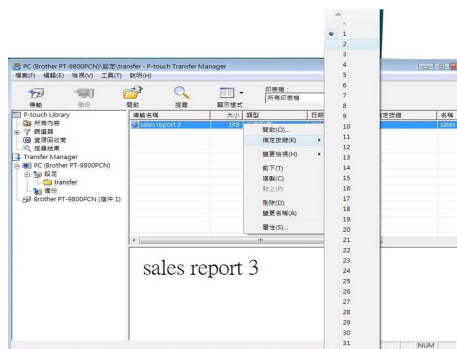 PC (Brother PT-9800PCN)\設定\transfer - P-touch Transfer Manager
檔案(F) 編輯(E) 檢視(V) 工具(T) 說明(H)
傳輸 備份 開啟 搜尋 顯示樣式
印表機:
所有印表機
P-touch Library
所有內容
篩選器
資源回收筒
搜尋結果
Transfer Manager
PC (Brother PT-9800PCN)
設定
transfer
備份
Brother PT-9800PCN (複件 1)
傳輸名稱 大小 類型 日期 指定按鍵 名稱
sales report 3 1KB sales
開啟(O)...
指定按鍵(K)
變更檢視(H)
剪下(T)
複製(C)
貼上(P)
刪除(D)
變更名稱(A)
屬性(S)...
-
1
2
3
4
5
6
7
8
9
10
11
12
13
14
15
16
17
18
19
20
21
22
23
24
25
26
27
28
29
30
31
sales report 3
NUM